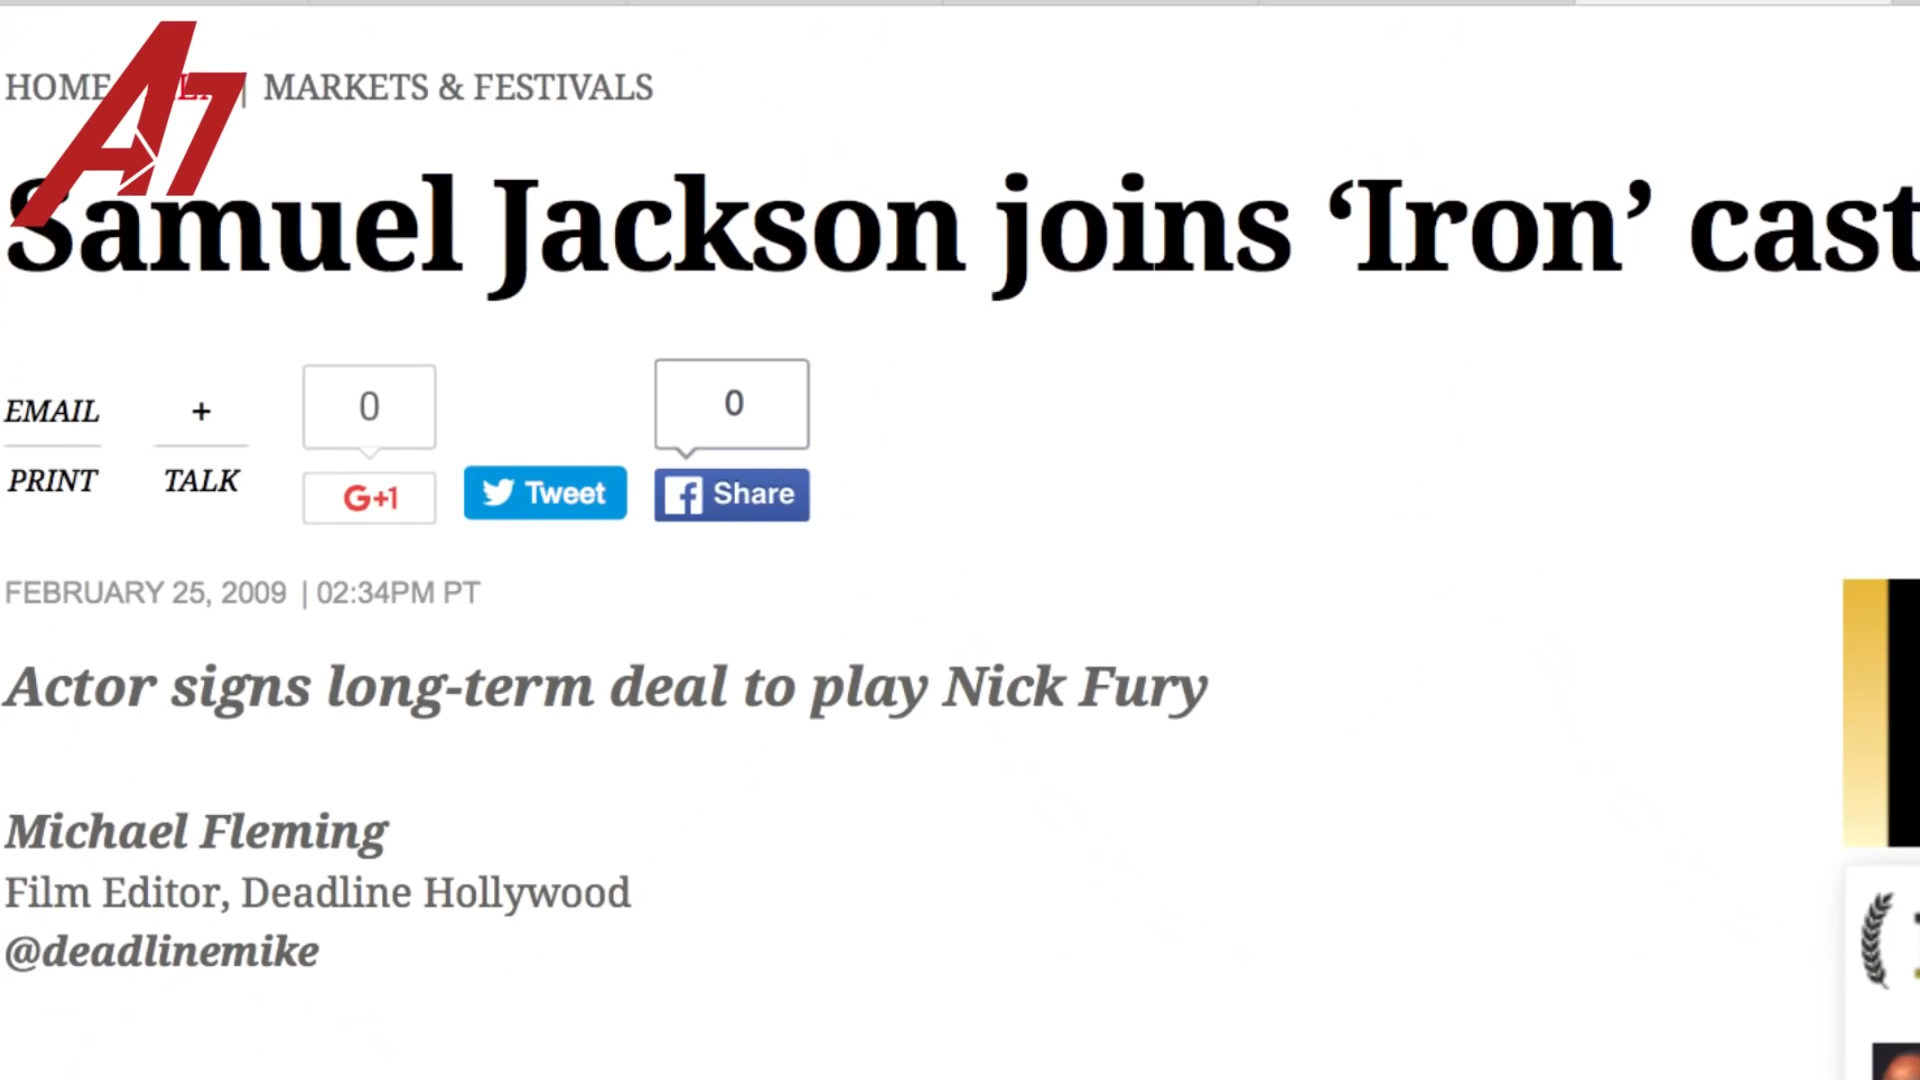 HOME | MARKETS & FESTIVALS
A7
Samuel Jackson joins ‘Iron’ cast
EMAIL + 0 0
PRINT TALK G+1 Tweet Share
FEBRUARY 25, 2009 | 02:34PM PT
Actor signs long-term deal to play Nick Fury
Michael Fleming
Film Editor, Deadline Hollywood
@deadlinemike